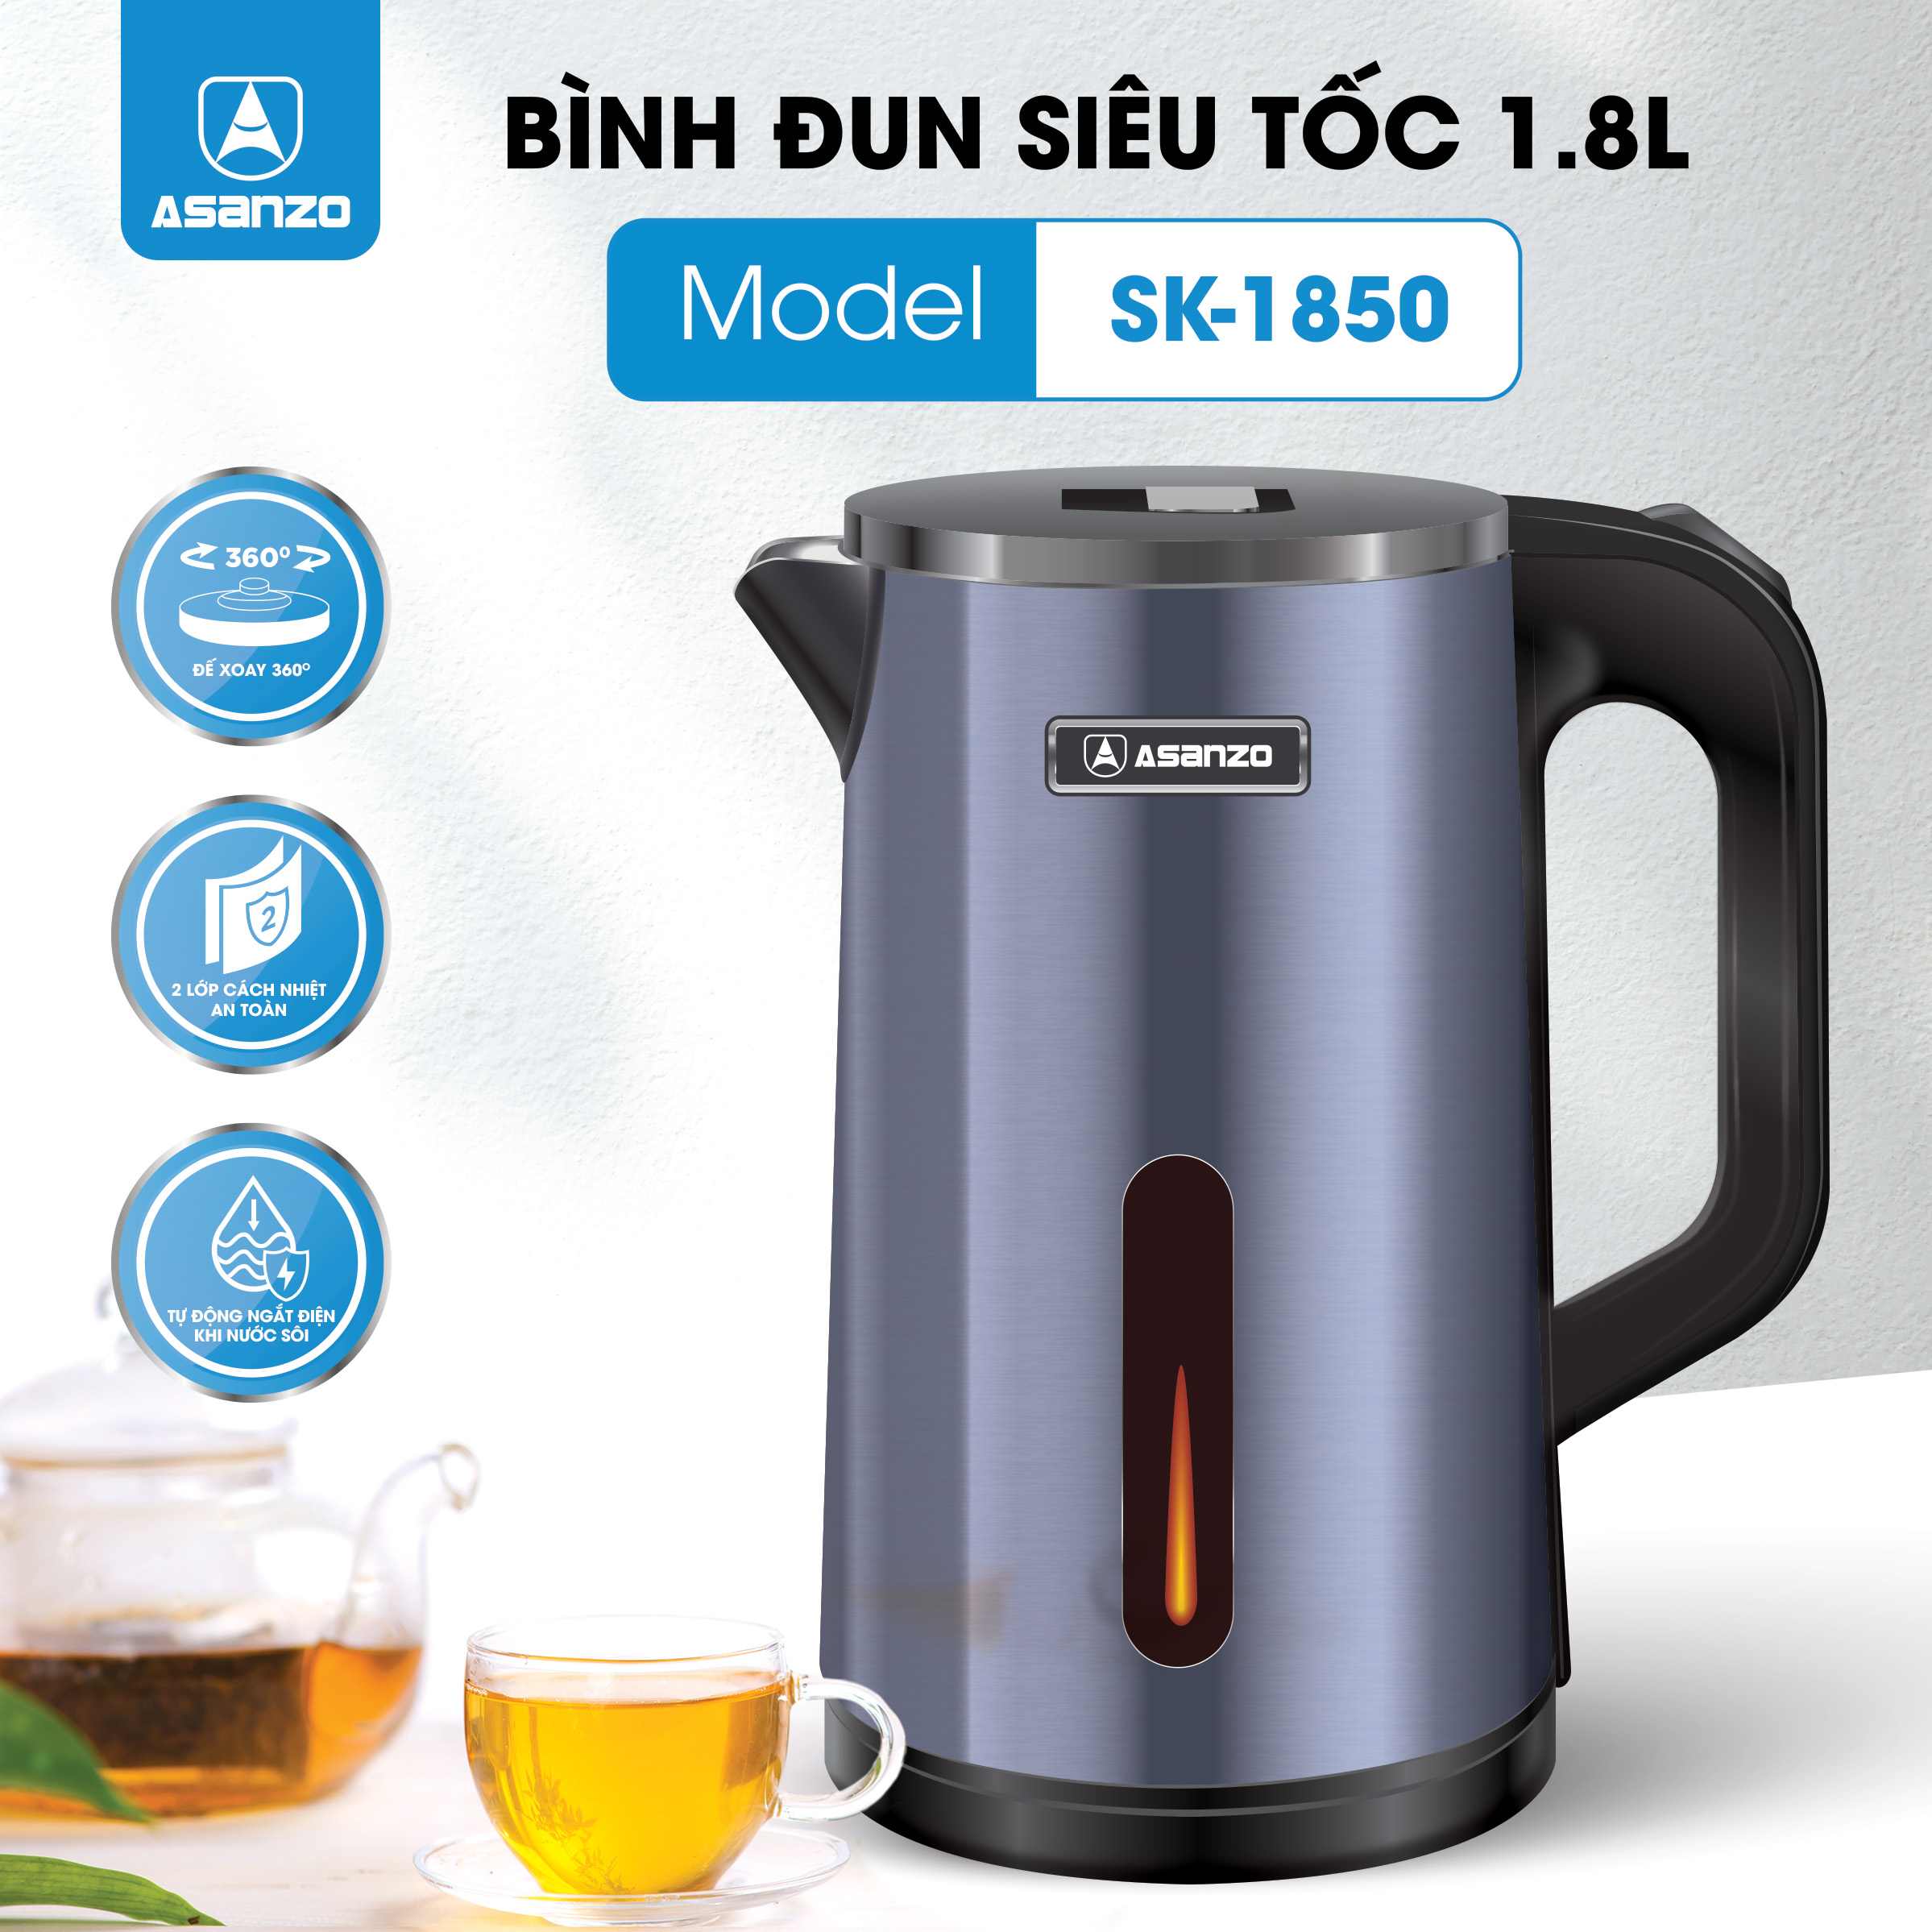 ASANZO
BÌNH ĐUN SIÊU TỐC 1.8L
Model SK-1850
360°
ĐẾ XOAY 360°
ASANZO
2
2 LỚP CÁCH NHIỆT
AN TOÀN
TỰ ĐỘNG NGẮT ĐIỆN
KHI NƯỚC SÔI